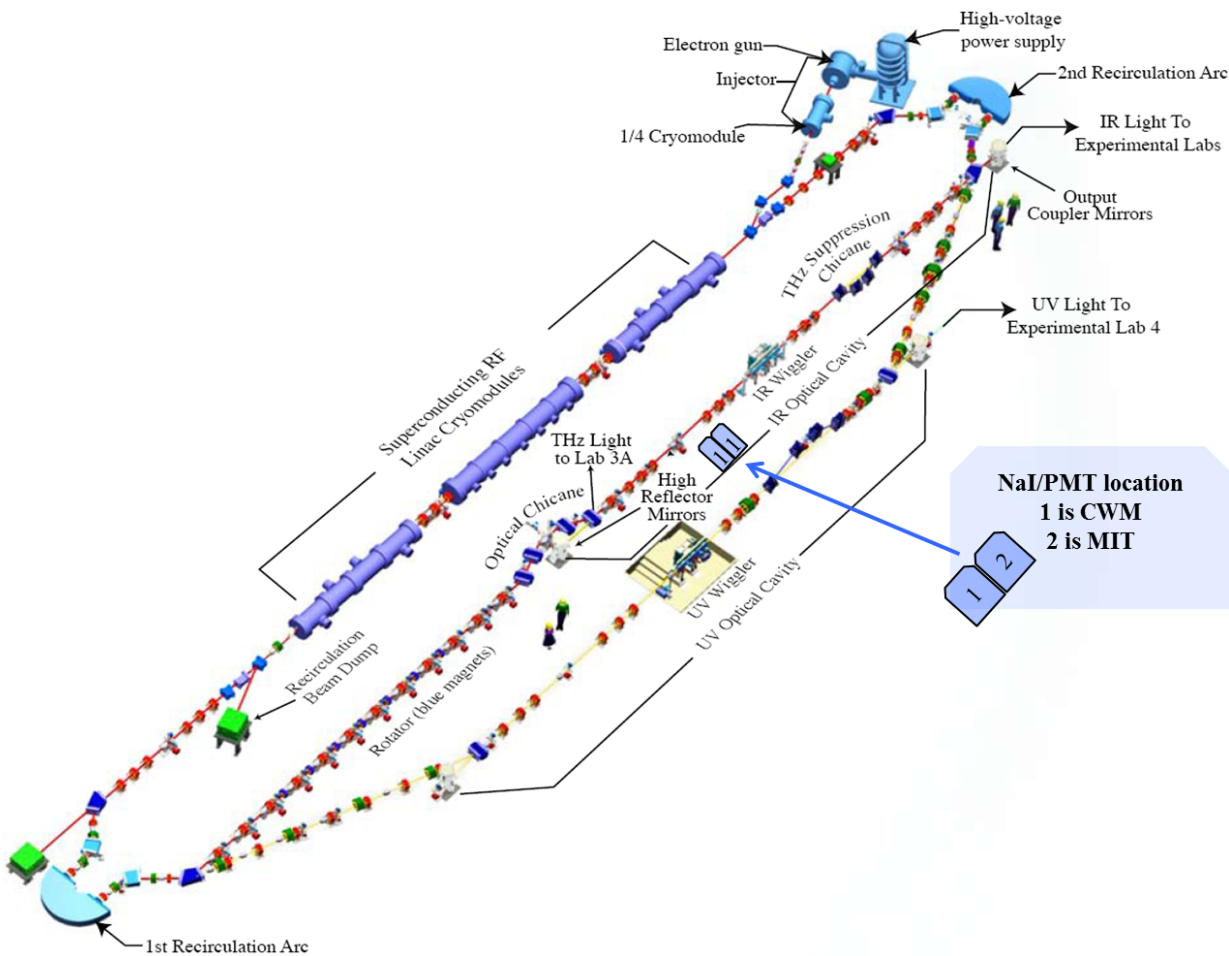 High-voltage
power supply
Electron gun
Injector
2nd Recirculation Arc
1/4 Cryomodule
IR Light To
Experimental Labs
Output
Coupler Mirrors
THz Suppression
Chicane
UV Light To
Experimental Lab 4
Superconducting RF
Linac Cryomodules
IR Wiggler
IR Optical Cavity
THz Light
to Lab 3A
1
1
High
Reflector
Mirrors
Optical Chicane
NaI/PMT location
1 is CWM
2 is MIT
1
2
UV Wiggler
UV Optical Cavity
Recirculation
Beam Dump
Rotator (blue magnets)
1st Recirculation Arc